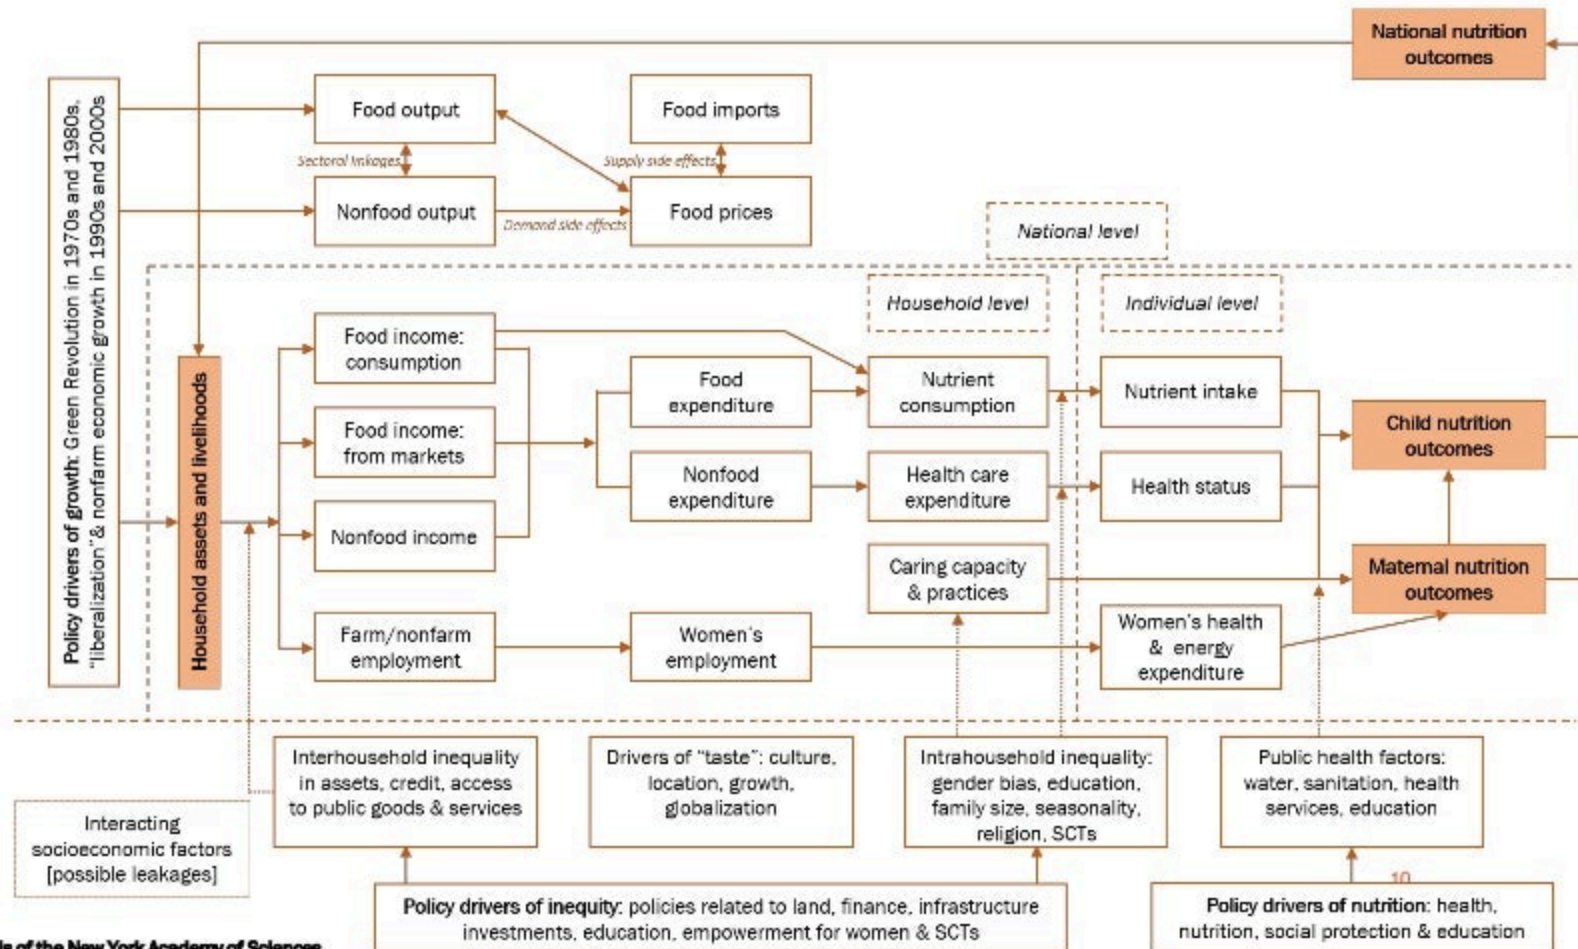 National nutrition
outcomes
Policy drivers of growth: Green Revolution in 1970s and 1980s,
"liberalization"& nonfarm economic growth in 1990s and 2000s
Food output
Food imports
Sectoral linkages
Supply side effects
Nonfood output
Demand side effects
Food prices
National level
Household level
Individual level
Household assets and livelihoods
Food income:
consumption
Food
expenditure
Nutrient
consumption
Nutrient intake
Food income:
from markets
Child nutrition
outcomes
Nonfood
expenditure
Health care
expenditure
Health status
Nonfood income
Caring capacity
& practices
Maternal nutrition
outcomes
Farm/nonfarm
employment
Women's
employment
Women's health
& energy
expenditure
Interhousehold inequality
in assets, credit, access
to public goods & services
Drivers of "taste": culture,
location, growth,
globalization
Intrahousehold inequality:
gender bias, education,
family size, seasonality,
religion, SCTs
Public health factors:
water, sanitation, health
services, education
Interacting
socioeconomic factors
[possible leakages]
10
Policy drivers of inequity: policies related to land, finance, infrastructure
investments, education, empowerment for women & SCTs
Policy drivers of nutrition: health,
nutrition, social protection & education
of the New York Academy of Sciences